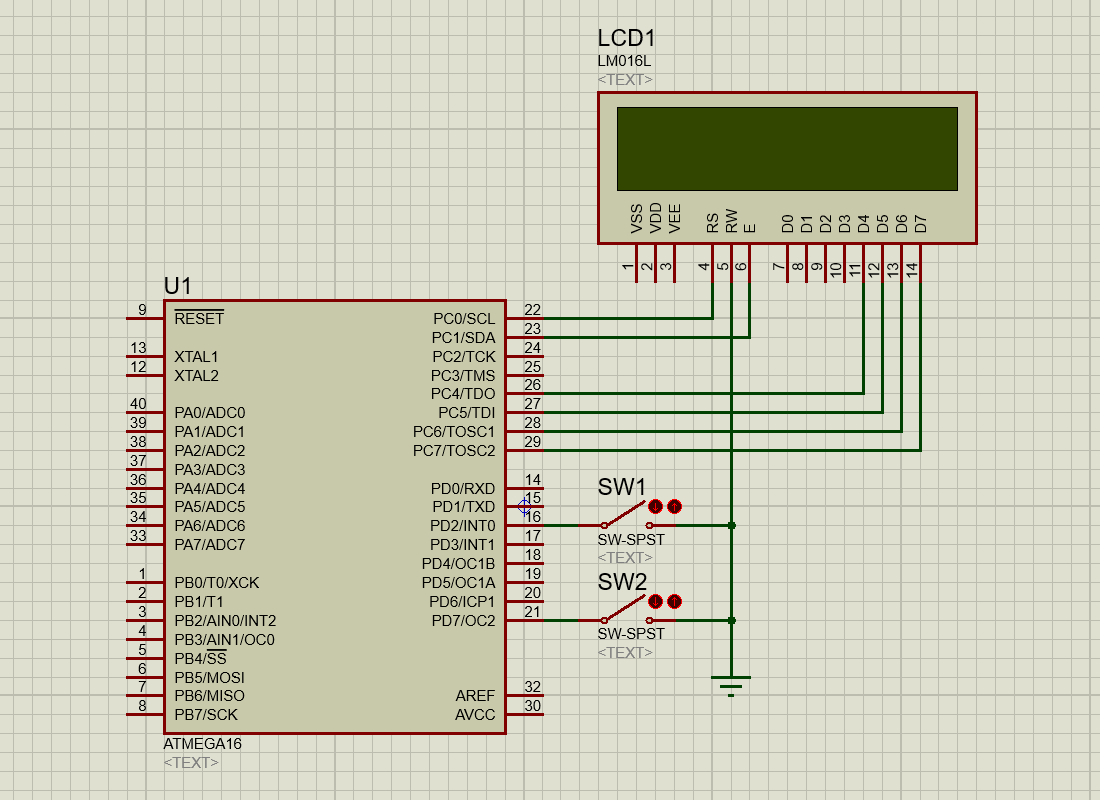 LCD1
LM016L
<TEXT>
VSS VDD VEE RS RW E D0 D1 D2 D3 D4 D5 D6 D7
1 2 3 4 5 6 7 8 9 10 11 12 13 14
U1
9 RESET PC0/SCL 22
PC1/SDA 23
13 XTAL1 PC2/TCK 24
12 XTAL2 PC3/TMS 25
PC4/TDO 26
40 PA0/ADC0 PC5/TDI 27
39 PA1/ADC1 PC6/TOSC1 28
38 PA2/ADC2 PC7/TOSC2 29
37 PA3/ADC3
36 PA4/ADC4 PD0/RXD 14
35 PA5/ADC5 PD1/TXD 15
34 PA6/ADC6 PD2/INT0 16
33 PA7/ADC7 PD3/INT1 17
PD4/OC1B 18
1 PB0/T0/XCK PD5/OC1A 19
2 PB1/T1 PD6/ICP1 20
3 PB2/AIN0/INT2 PD7/OC2 21
4 PB3/AIN1/OC0
5 PB4/SS
6 PB5/MOSI
7 PB6/MISO AREF 32
8 PB7/SCK AVCC 30
ATMEGA16
<TEXT>
SW1
SW-SPST
<TEXT>
SW2
SW-SPST
<TEXT>